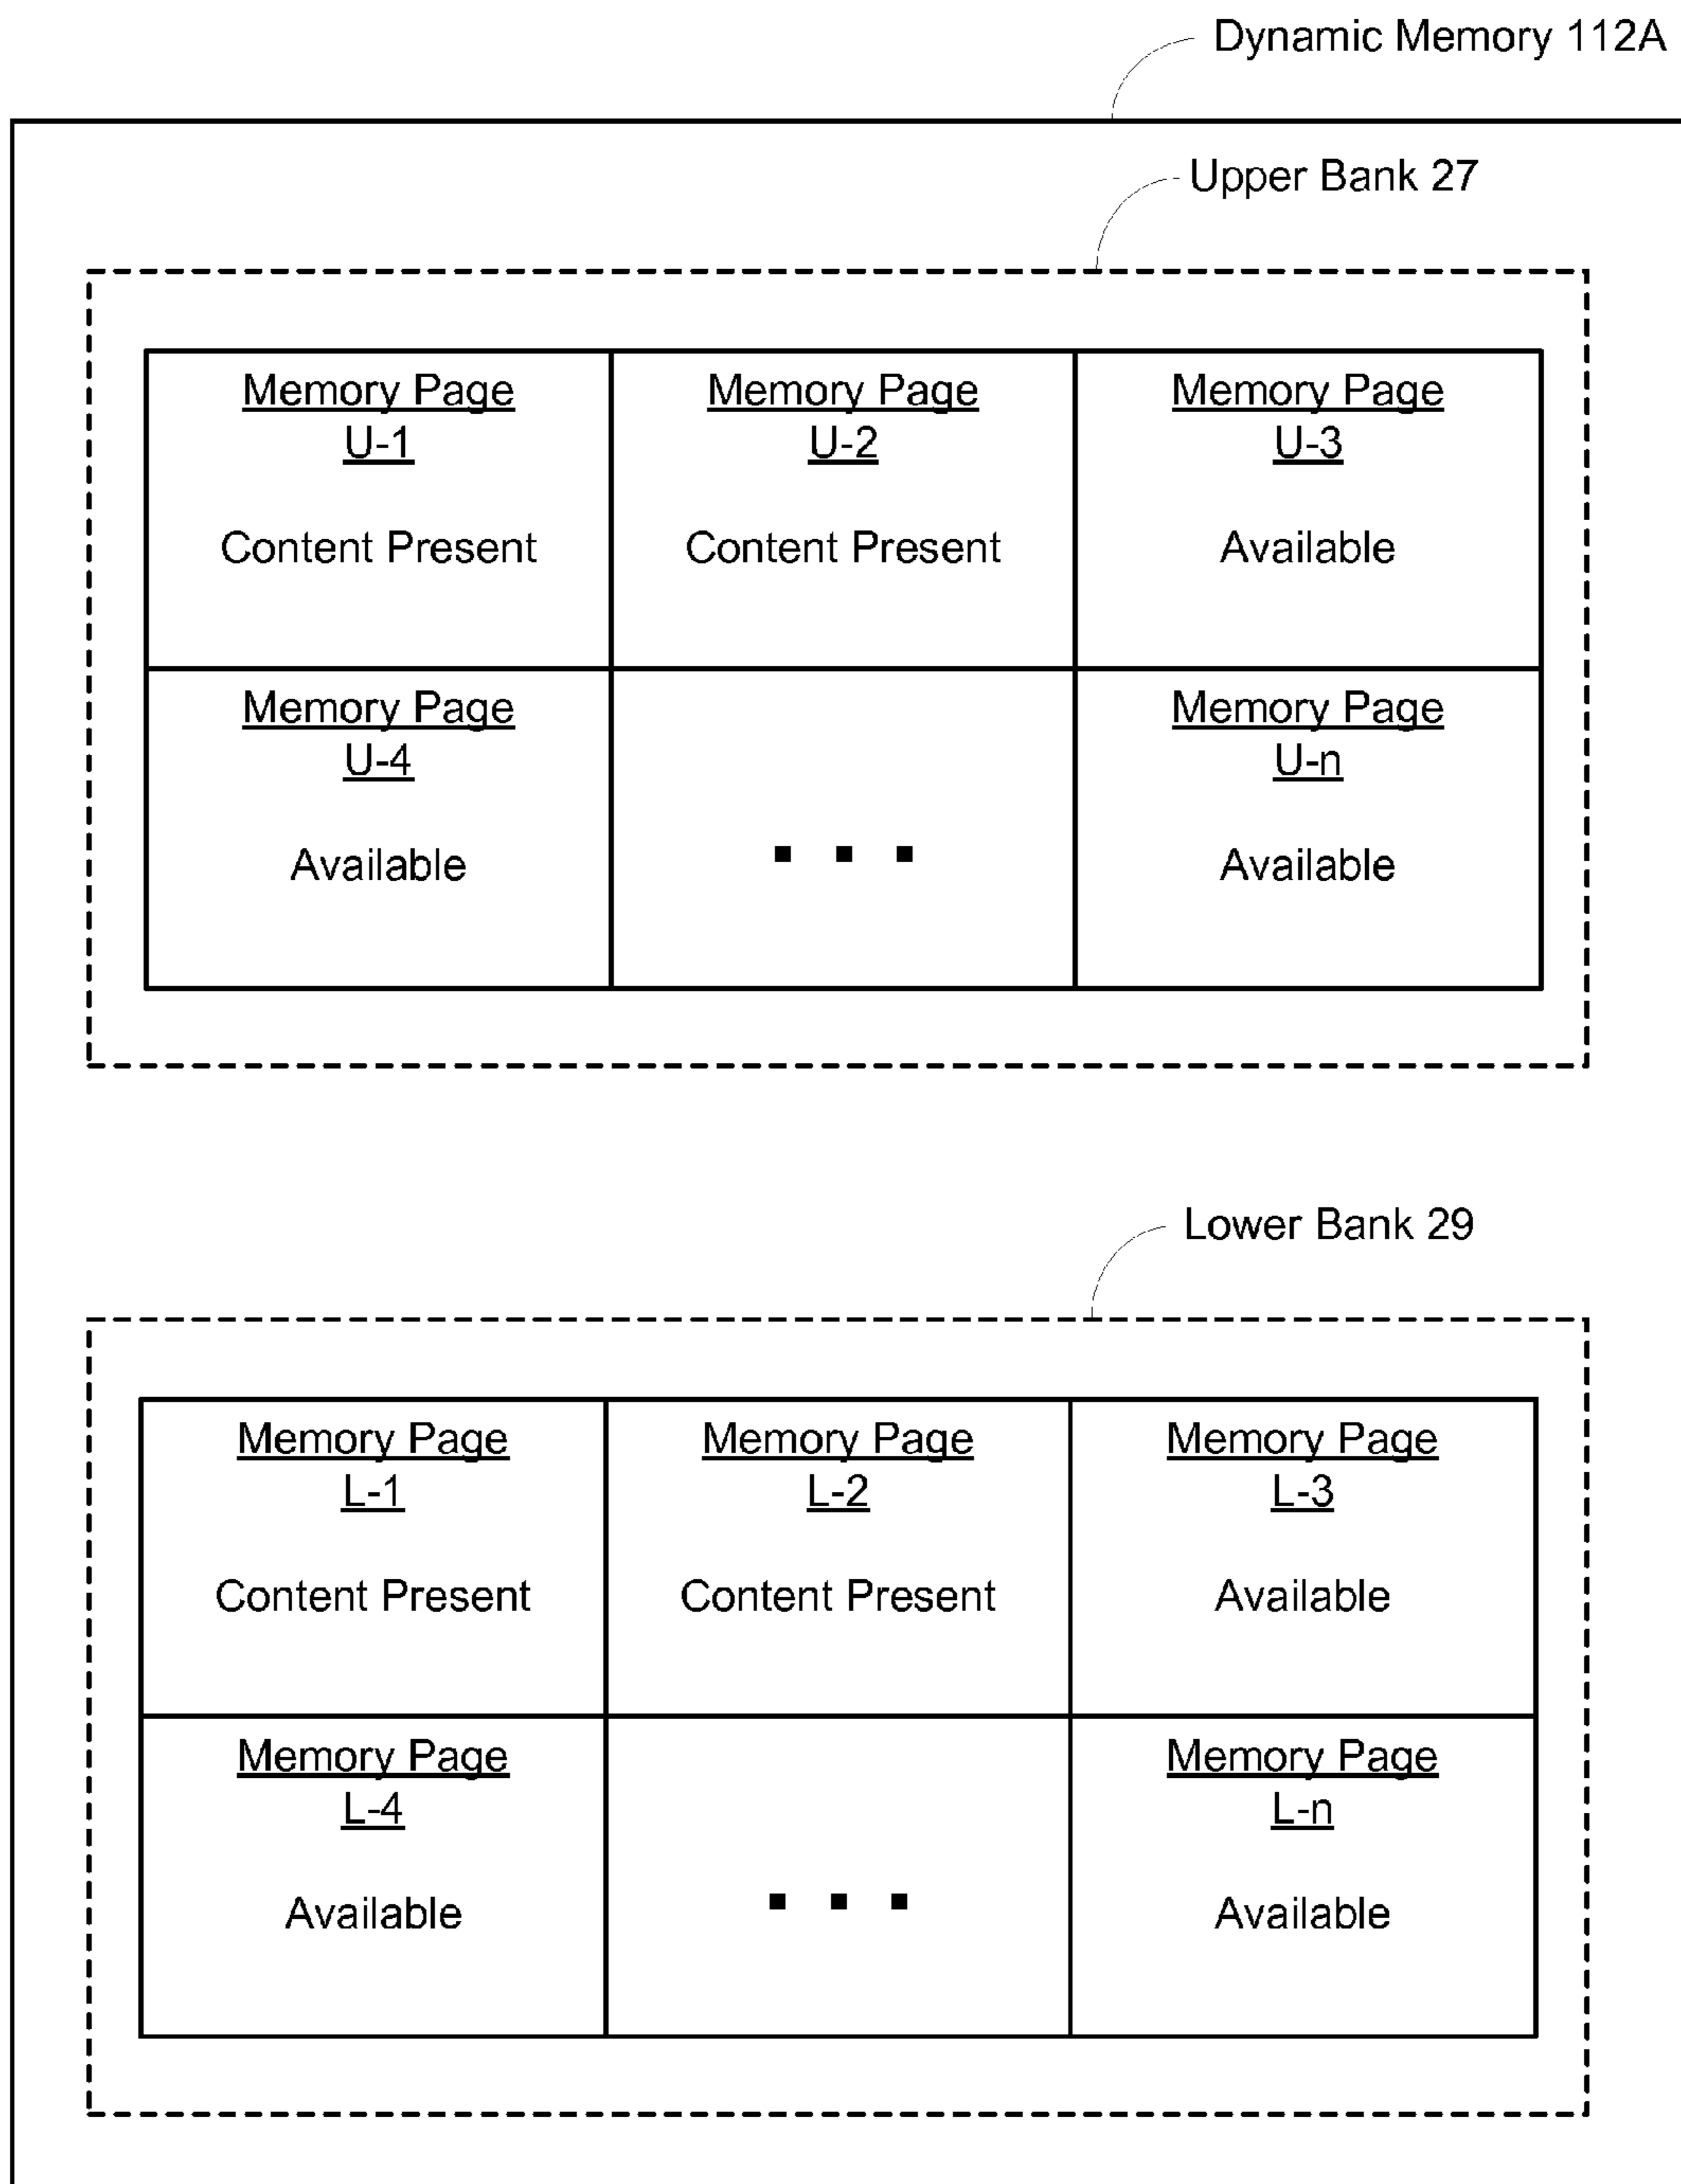 Dynamic Memory 112A
Upper Bank 27
Memory Page
U-1
Content Present
Memory Page
U-2
Content Present
Memory Page
U-3
Available
Memory Page
U-4
Available
. . .
Memory Page
U-n
Available
Lower Bank 29
Memory Page
L-1
Content Present
Memory Page
L-2
Content Present
Memory Page
L-3
Available
Memory Page
L-4
Available
. . .
Memory Page
L-n
Available